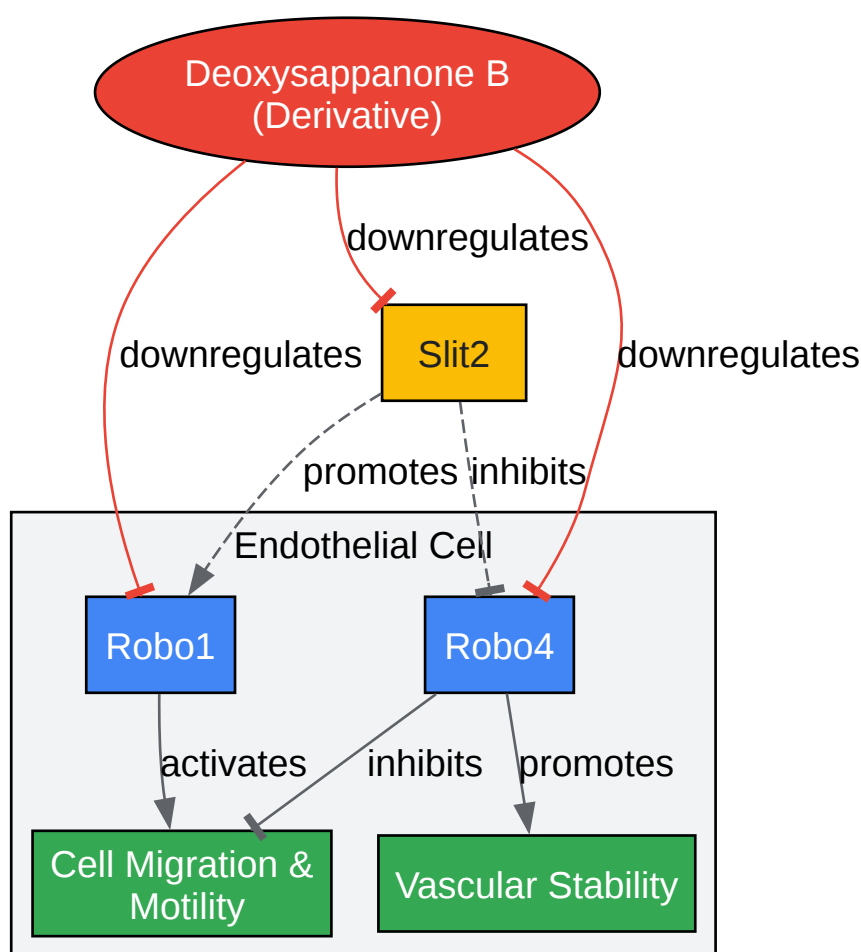 Deoxysappanone B
(Derivative)
downregulates
downregulates
Slit2
downregulates
promotes
inhibits
Endothelial Cell
Robo1
Robo4
activates
inhibits
promotes
Cell Migration &
Motility
Vascular Stability